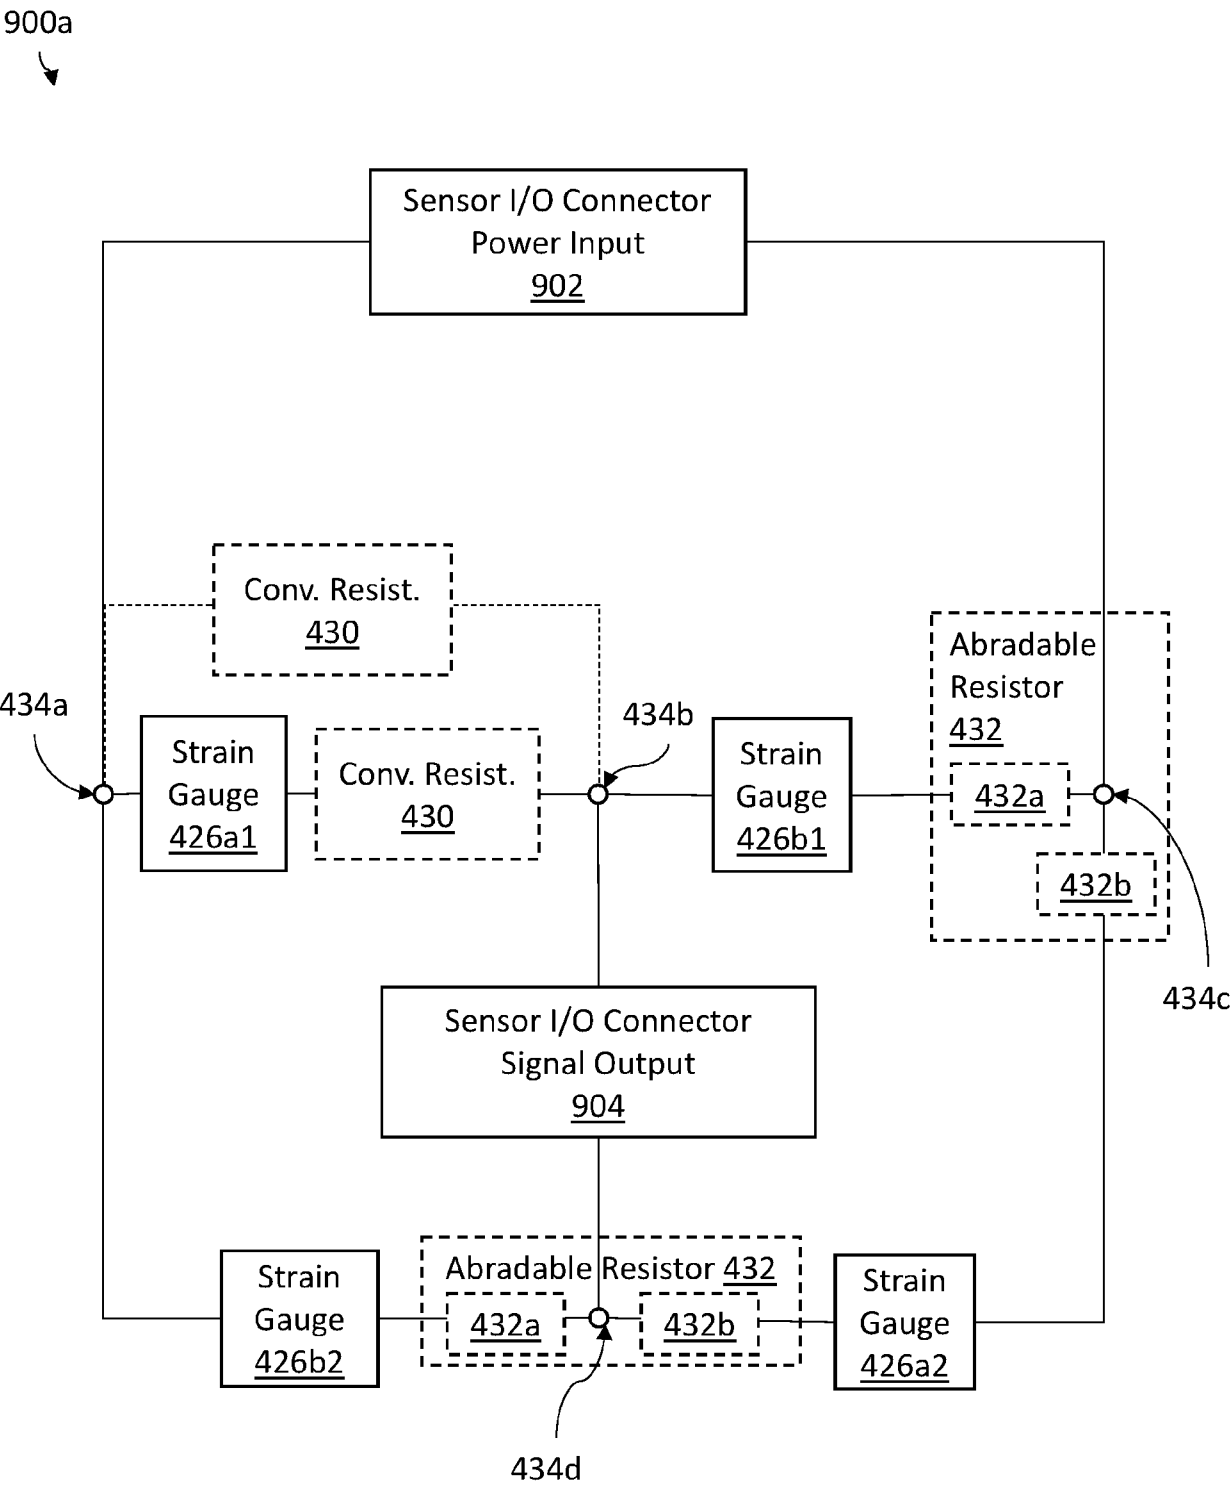 900a
Sensor I/O Connector
Power Input
902
Conv. Resist.
430
Abradable
Resistor
432
434a
434b
Strain
Gauge
426a1
Conv. Resist.
430
Strain
Gauge
426b1
432a
432b
434c
Sensor I/O Connector
Signal Output
904
Strain
Gauge
426b2
Abradable Resistor 432
432a
432b
Strain
Gauge
426a2
434d